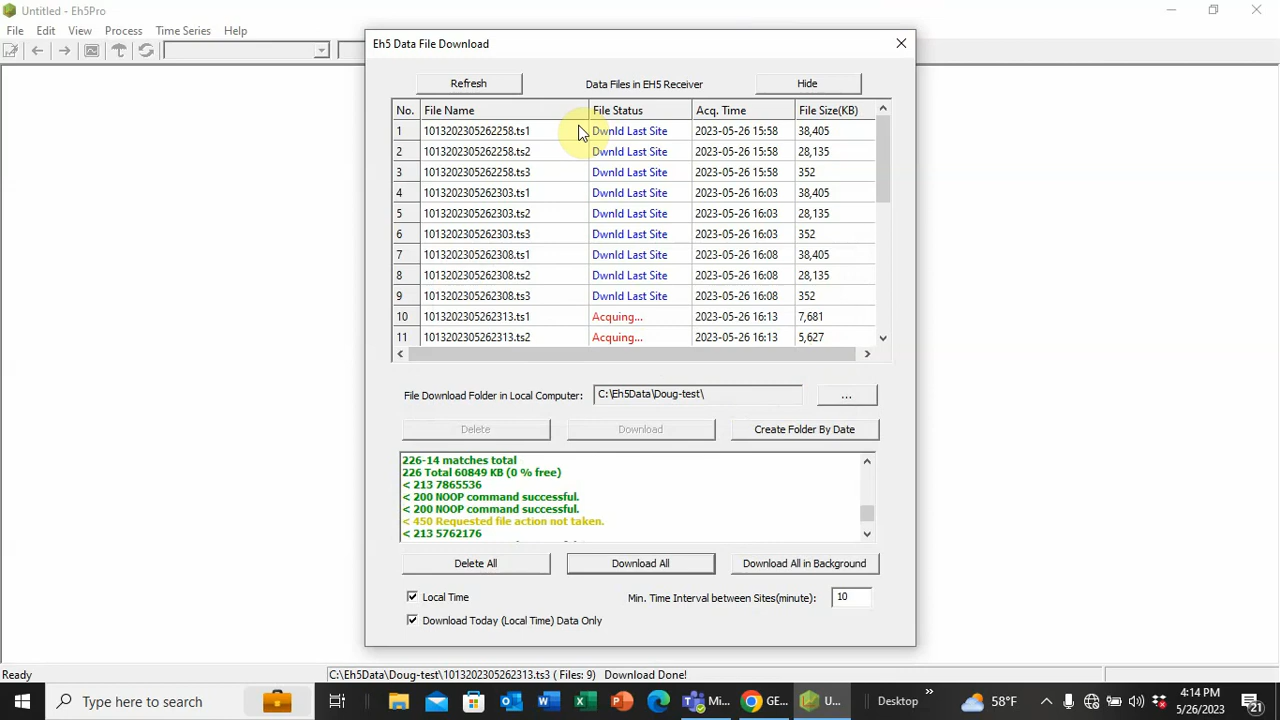 Untitled - Eh5Pro
File Edit View Process Time Series Help
Eh5 Data File Download
Refresh Data Files in EH5 Receiver Hide
No. File Name File Status Acq. Time File Size(KB)
1 1013202305262258.ts1 Dwnld Last Site 2023-05-26 15:58 38,405
2 1013202305262258.ts2 Dwnld Last Site 2023-05-26 15:58 28,135
3 1013202305262258.ts3 Dwnld Last Site 2023-05-26 15:58 352
4 1013202305262303.ts1 Dwnld Last Site 2023-05-26 16:03 38,405
5 1013202305262303.ts2 Dwnld Last Site 2023-05-26 16:03 28,135
6 1013202305262303.ts3 Dwnld Last Site 2023-05-26 16:03 352
7 1013202305262308.ts1 Dwnld Last Site 2023-05-26 16:08 38,405
8 1013202305262308.ts2 Dwnld Last Site 2023-05-26 16:08 28,135
9 1013202305262308.ts3 Dwnld Last Site 2023-05-26 16:08 352
10 1013202305262313.ts1 Acquiing... 2023-05-26 16:13 7,681
11 1013202305262313.ts2 Acquiing... 2023-05-26 16:13 5,627
File Download Folder in Local Computer: C:\Eh5Data\Doug-test\ ...
Delete Download Create Folder By Date
226-14 matches total
226 Total 60849 KB (0 % free)
< 213 7865536
< 200 NOOP command successful.
< 200 NOOP command successful.
< 450 Requested file action not taken.
< 213 5762176
Delete All Download All Download All in Background
Local Time Min. Time Interval between Sites(minute): 10
Download Today (Local Time) Data Only
Ready C:\Eh5Data\Doug-test\1013202305262313.ts3 ( Files: 9) Download Done!
Type here to search Mi... GE... U... Desktop » 58°F 4:14 PM
5/26/2023 21